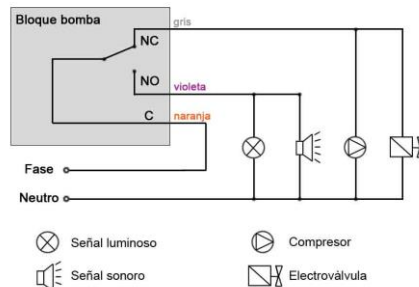 Bloque bomba
gris
NC
NO
violeta
C
naranja
Fase
Neutro
Señal luminoso
Compresor
Señal sonoro
Electroválvula